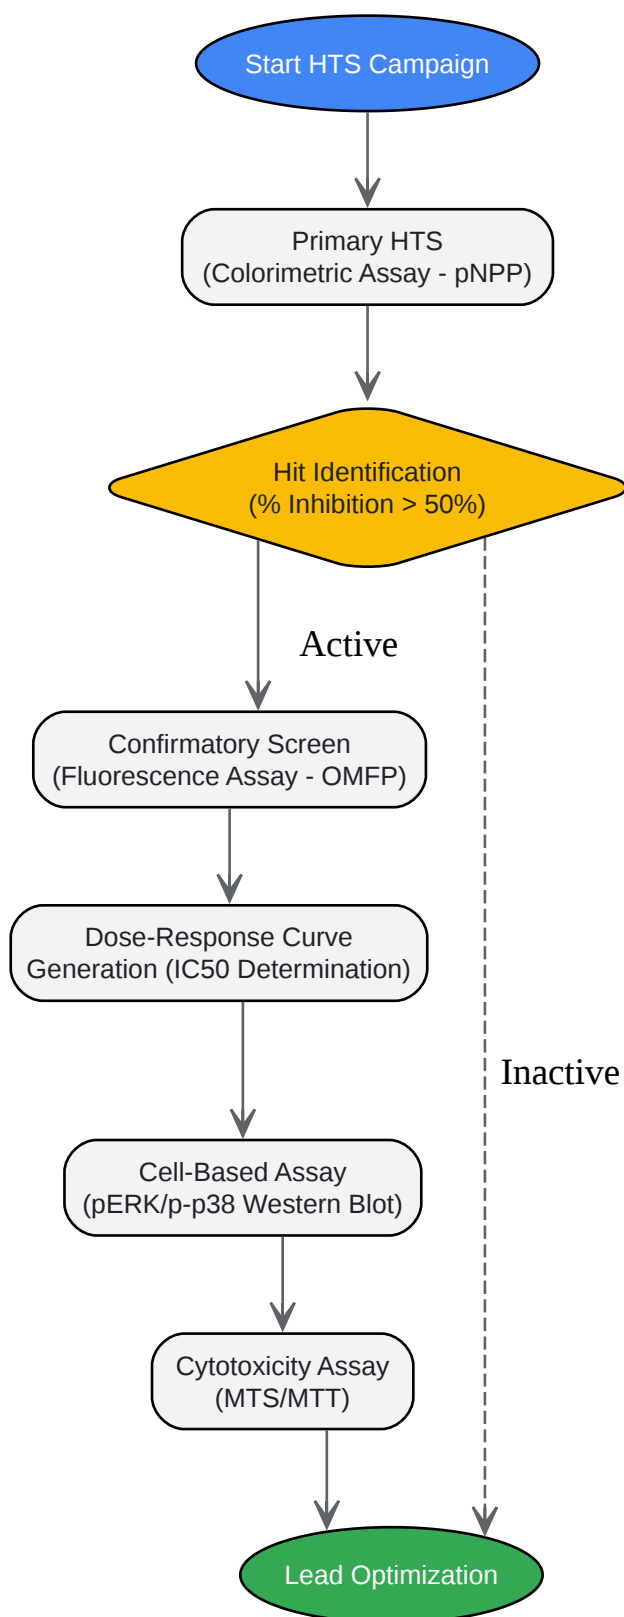 Start HTS Campaign
Primary HTS
(Colorimetric Assay - pNPP)
Hit Identification
(% Inhibition > 50%)
Active
Confirmatory Screen
(Fluorescence Assay - OMFP)
Dose-Response Curve
Generation (IC50 Determination)
Inactive
Cell-Based Assay
(pERK/p-p38 Western Blot)
Cytotoxicity Assay
(MTS/MTT)
Lead Optimization